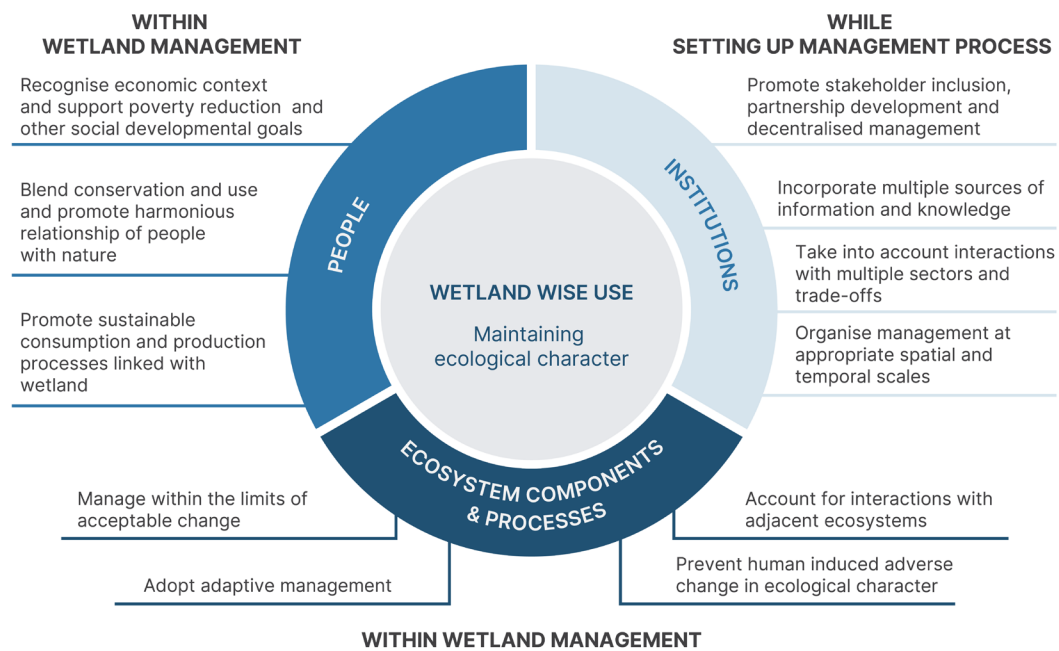 WITHIN
WETLAND MANAGEMENT
Recognise economic context
and support poverty reduction and
other social developmental goals
Blend conservation and use
and promote harmonious
relationship of people
with nature
Promote sustainable
consumption and production
processes linked with
wetland
PEOPLE
WHILE
SETTING UP MANAGEMENT PROCESS
Promote stakeholder inclusion,
partnership development and
decentralised management
Incorporate multiple sources of
information and knowledge
Take into account interactions
with multiple sectors and
trade-offs
Organise management at
appropriate spatial and
temporal scales
INSTITUTIONS
WETLAND WISE USE
Maintaining
ecological character
ECOSYSTEM COMPONENTS
& PROCESSES
Manage within the limits of
acceptable change
Adopt adaptive management
Account for interactions with
adjacent ecosystems
Prevent human induced adverse
change in ecological character
WITHIN WETLAND MANAGEMENT